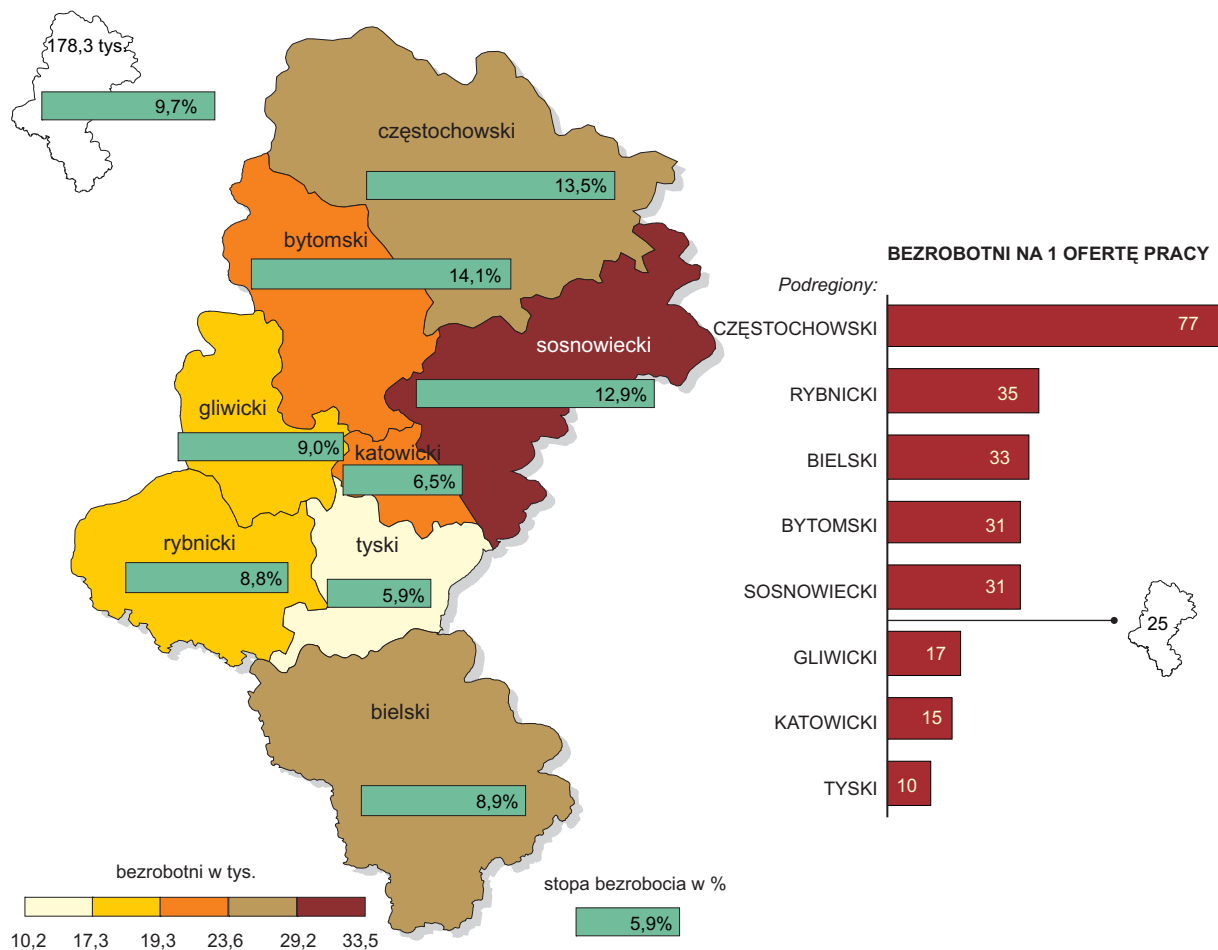 178,3 tys.
9,7%
częstochowski
13,5%
bytomski
14,1%
sosnowiecki
12,9%
gliwicki
9,0%
katowicki
6,5%
rybnicki
8,8%
tyski
5,9%
bielski
8,9%
bezrobotni w tys.
10,2 17,3 19,3 23,6 29,2 33,5
stopa bezrobocia w %
5,9%
BEZROBOTNI NA 1 OFERTĘ PRACY
Podregiony:
CZĘSTOCHOWSKI 77
RYBNICKI 35
BIELSKI 33
BYTOMSKI 31
SOSNOWIECKI 31
25
GLIWICKI 17
KATOWICKI 15
TYSKI 10